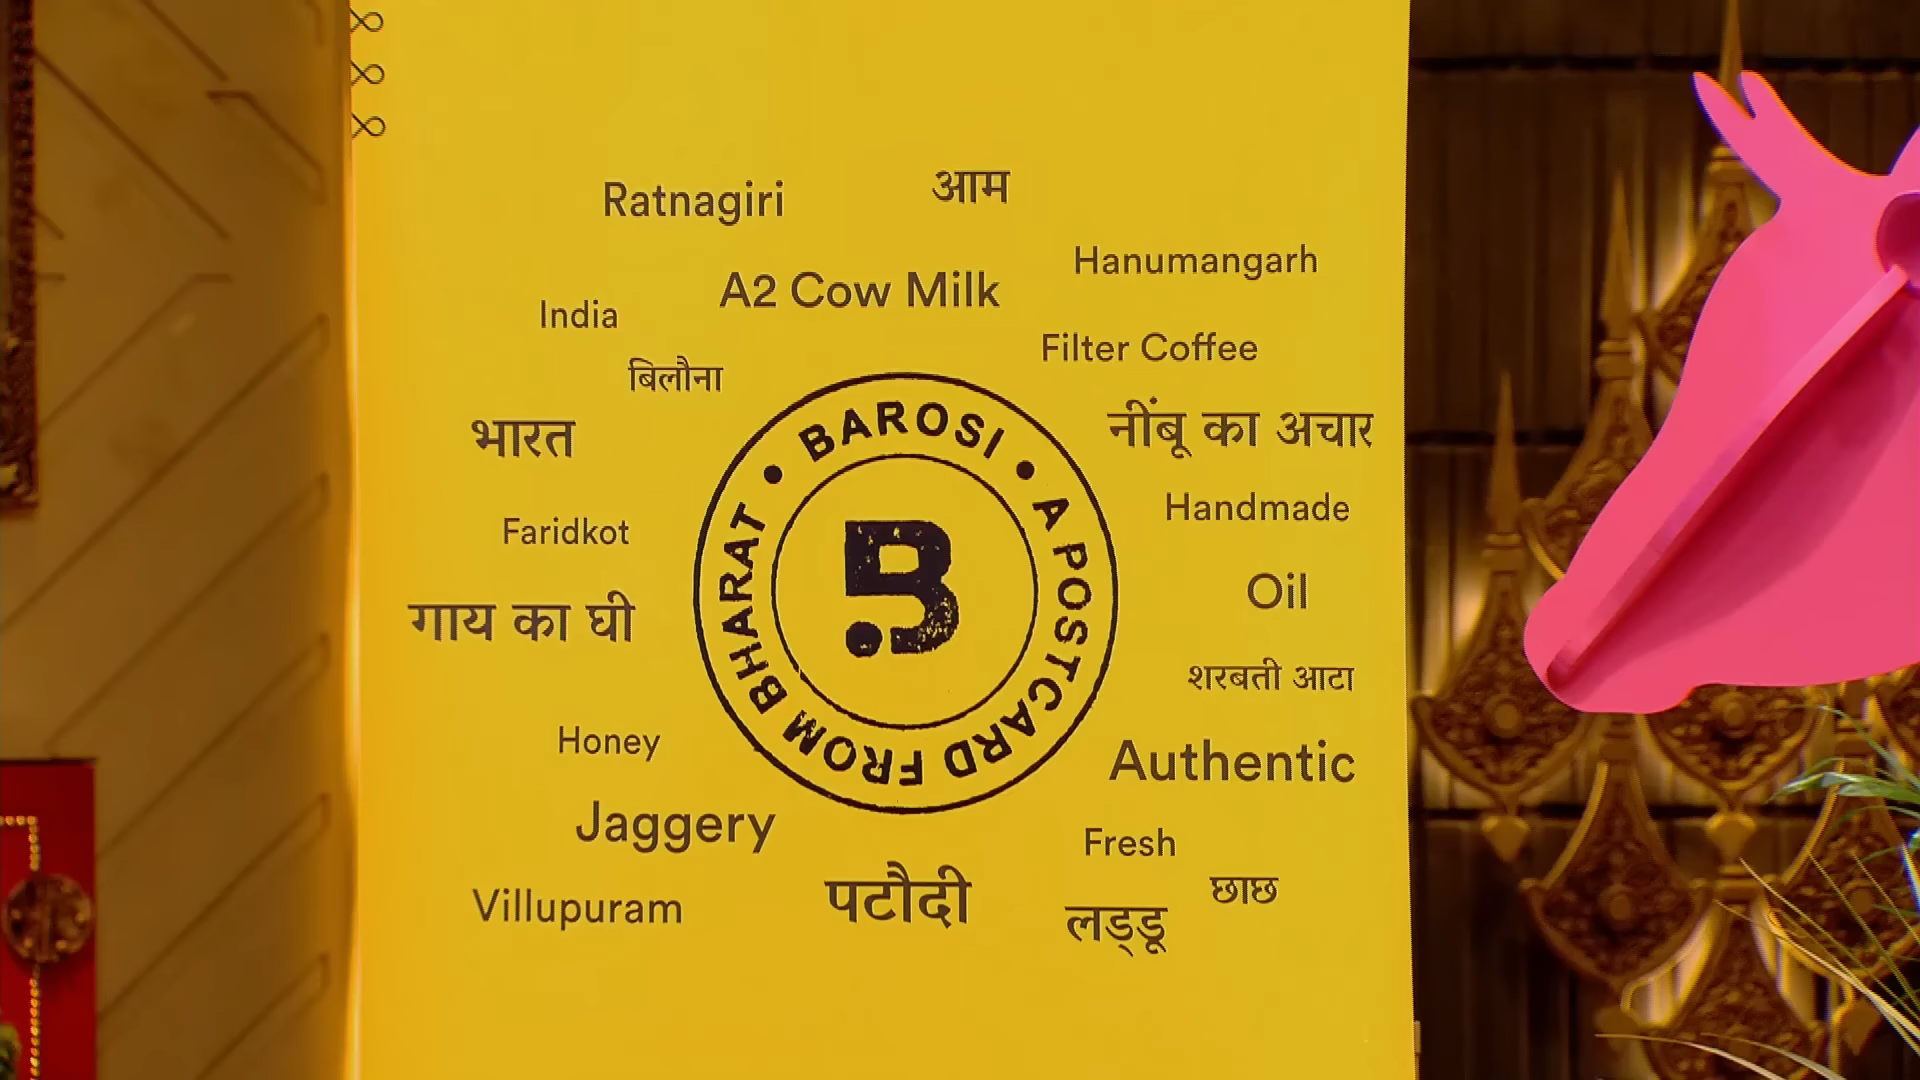 Ratnagiri
आम
Hanumangarh
A2 Cow Milk
India
Filter Coffee
बिलौना
भारत
नींबू का अचार
BAROSI • A POSTCARD FROM BHARAT •
B
Handmade
Faridkot
Oil
गाय का घी
शरबती आटा
Honey
Authentic
Jaggery
Fresh
पटौदी
छाछ
Villupuram
लड्डू